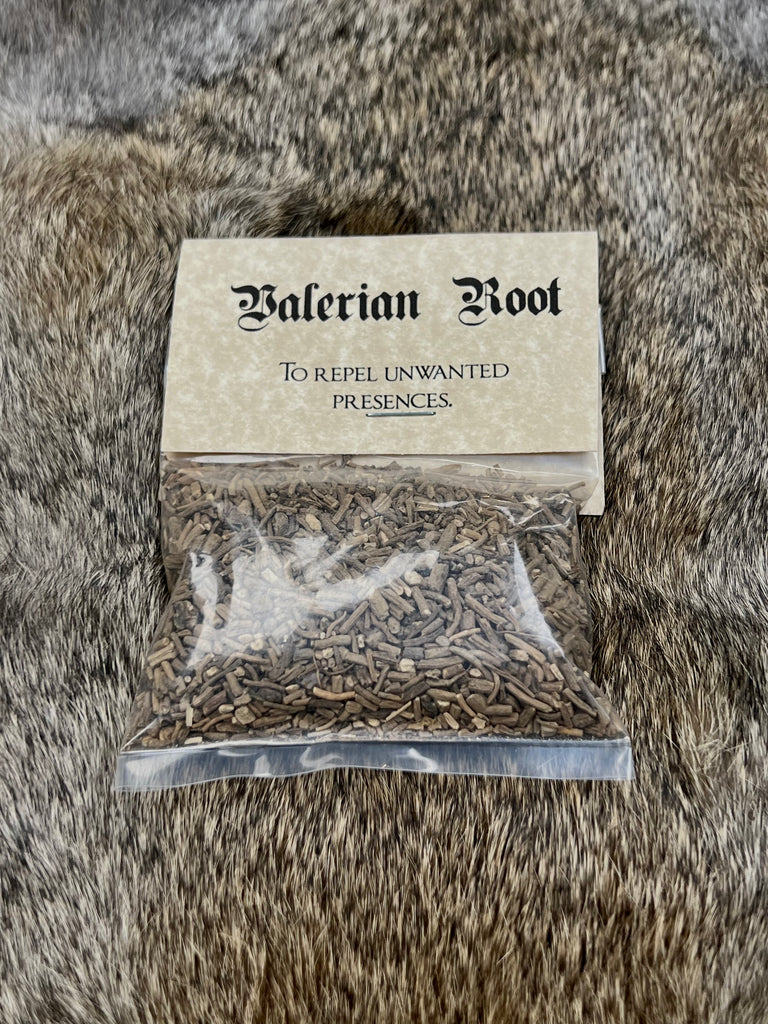 Valerian Root
To repel unwanted
presences.